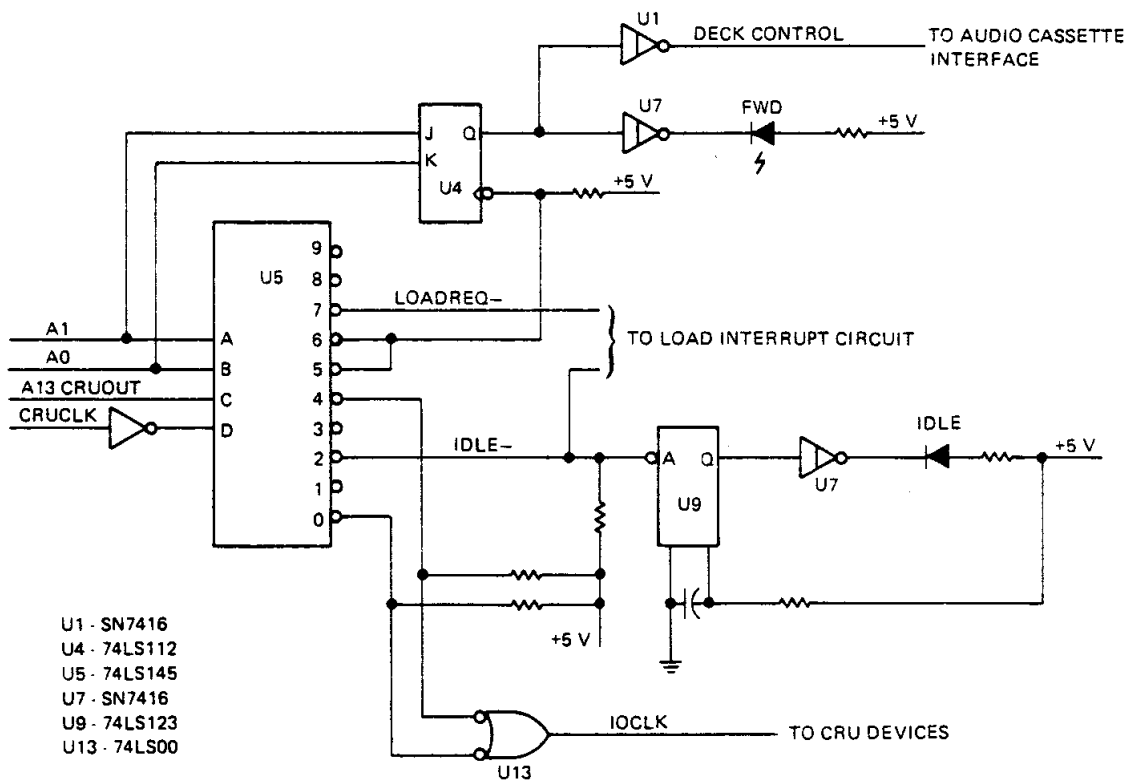 U1
DECK CONTROL
TO AUDIO CASSETTE
INTERFACE
U7
FWD
+5 V
J
Q
K
U4
+5 V
U5
9
8
7
6
5
4
3
2
1
0
LOADREQ–
TO LOAD INTERRUPT CIRCUIT
A1
A
A0
B
A13 CRUOUT
C
CRUCLK
D
IDLE–
A
Q
U9
U7
IDLE
+5 V
+5 V
U1 - SN7416
U4 - 74LS112
U5 - 74LS145
U7 - SN7416
U9 - 74LS123
U13 - 74LS00
IOCLK
TO CRU DEVICES
U13